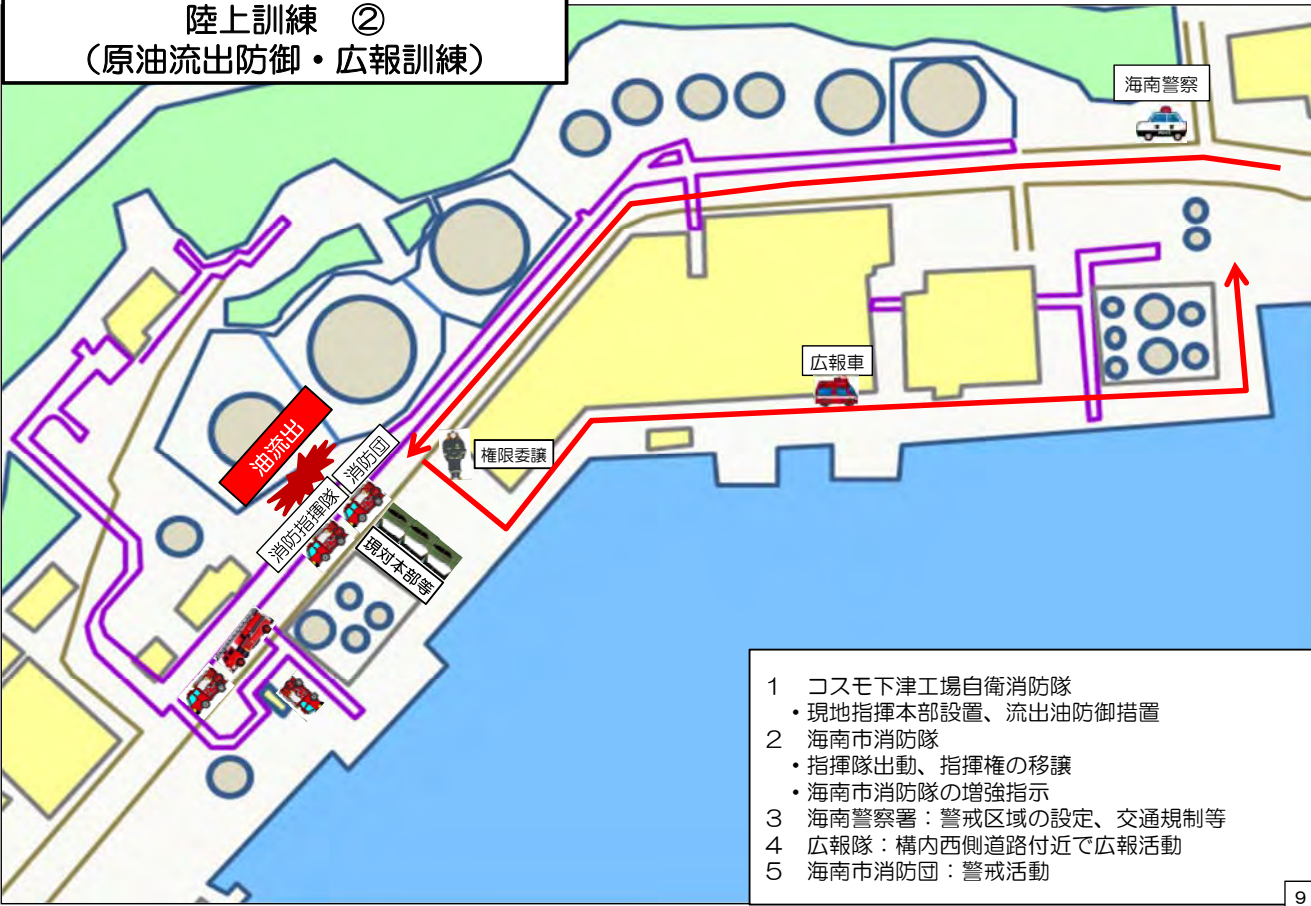 陸上訓練 ②
（原油流出防御・広報訓練）
海南警察
広報車
権限委譲
油流出
消防団
消防指揮隊
現対本部等
1 コスモ下津工場自衛消防隊
・現地指揮本部設置、流出油防御措置
2 海南市消防隊
・指揮隊出動、指揮権の移譲
・海南市消防隊の増強指示
3 海南警察署：警戒区域の設定、交通規制等
4 広報隊：構内西側道路付近で広報活動
5 海南市消防団：警戒活動
9